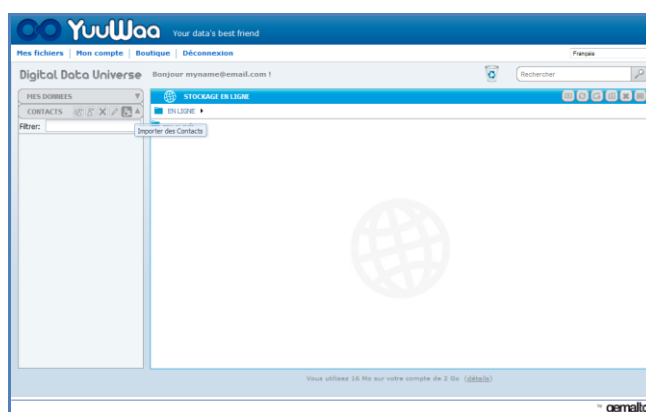 YuuWaa Your data's best friend
Mes fichiers Mon compte Boutique Déconnexion Français
Digital Data Universe Bonjour myname@email.com ! Rechercher
MES DONNEES STOCKAGE EN LIGNE
CONTACTS EN LIGNE
Filtrer:
Importer des Contacts
Vous utilisez 16 Mo sur votre compte de 2 Go (détails)
gemalto